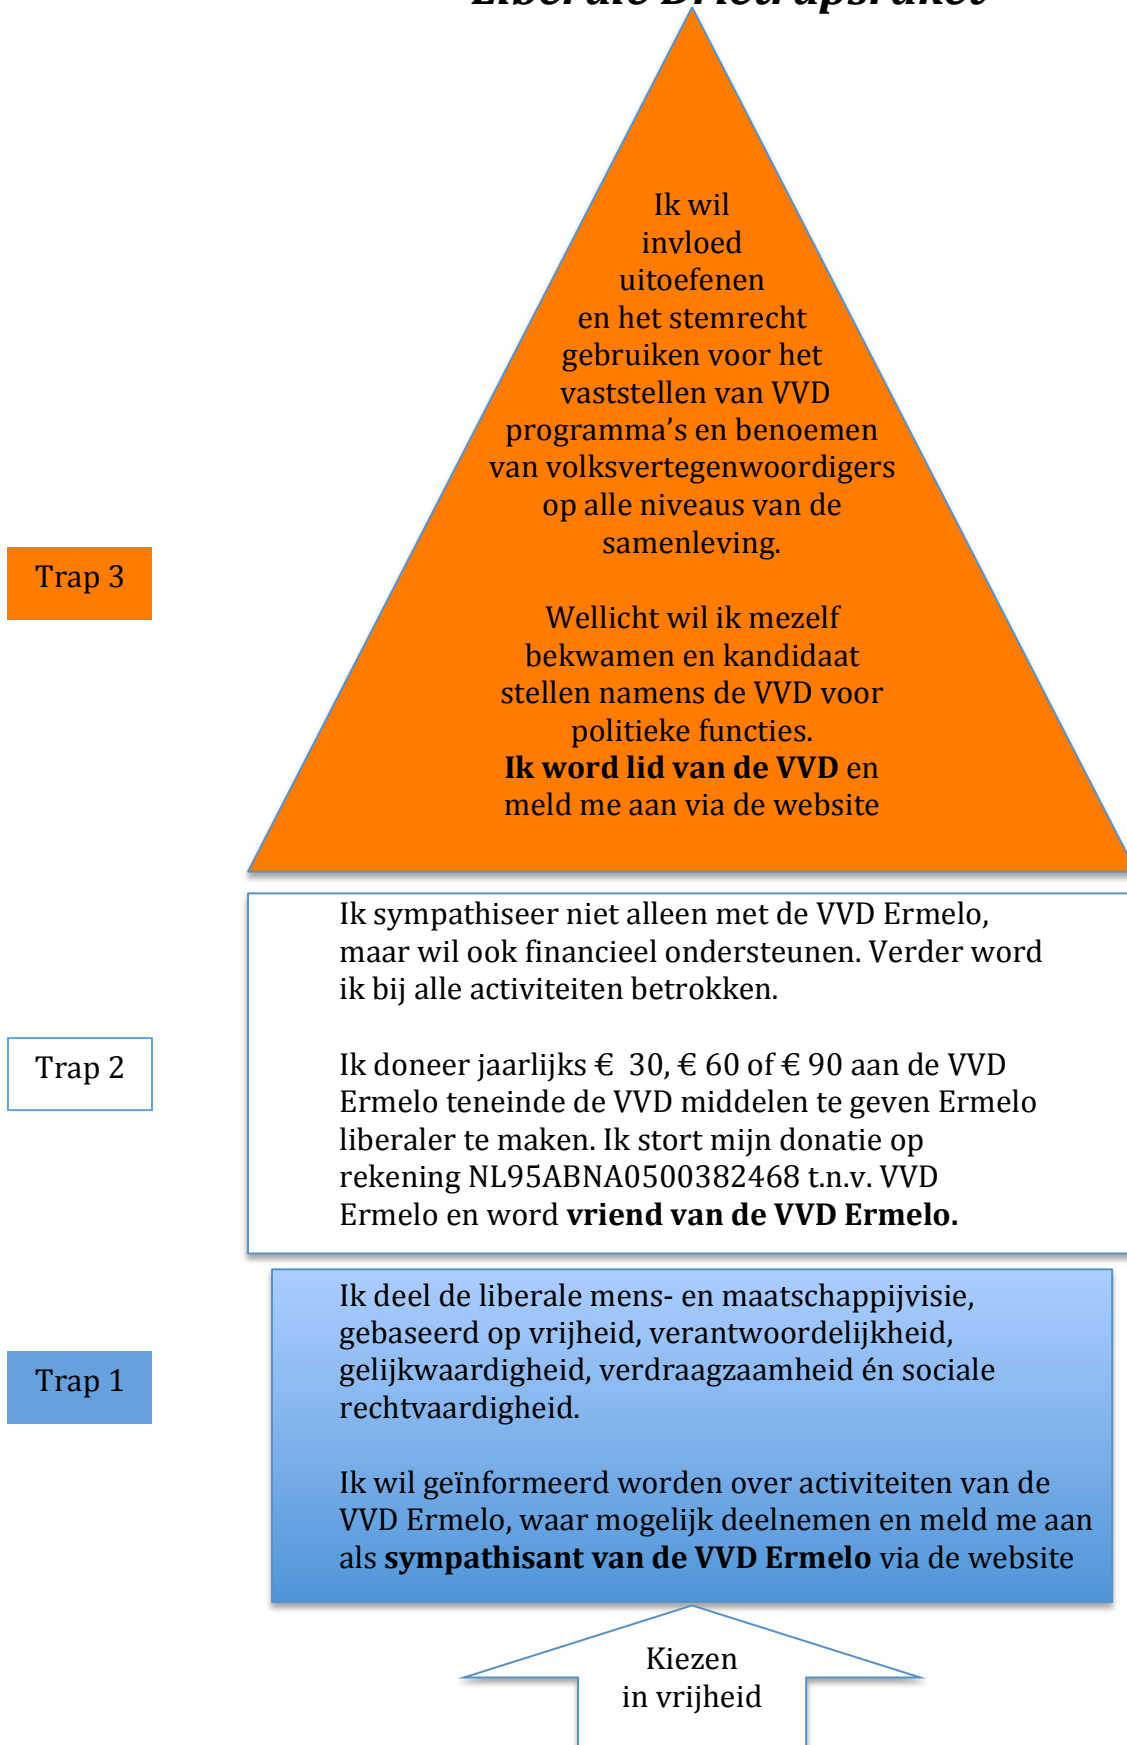 Liberale Drietrapsraket
Ik wil
invloed
uitoefenen
en het stemrecht
gebruiken voor het
vaststellen van VVD
programma's en benoemen
van volksvertegenwoordigers
op alle niveaus van de
samenleving.
Trap 3
Wellicht wil ik mezelf
bekwamen en kandidaat
stellen namens de VVD voor
politieke functies.
Ik word lid van de VVD en
meld me aan via de website
Ik sympathiseer niet alleen met de VVD Ermelo,
maar wil ook financieel ondersteunen. Verder word
ik bij alle activiteiten betrokken.
Trap 2
Ik doneer jaarlijks € 30, € 60 of € 90 aan de VVD
Ermelo teneinde de VVD middelen te geven Ermelo
liberaler te maken. Ik stort mijn donatie op
rekening NL95ABNA0500382468 t.n.v. VVD
Ermelo en word vriend van de VVD Ermelo.
Ik deel de liberale mens- en maatschappijvisie,
gebaseerd op vrijheid, verantwoordelijkheid,
gelijkwaardigheid, verdraagzaamheid én sociale
rechtvaardigheid.
Trap 1
Ik wil geïnformeerd worden over activiteiten van de
VVD Ermelo, waar mogelijk deelnemen en meld me aan
als sympathisant van de VVD Ermelo via de website
Kiezen
in vrijheid